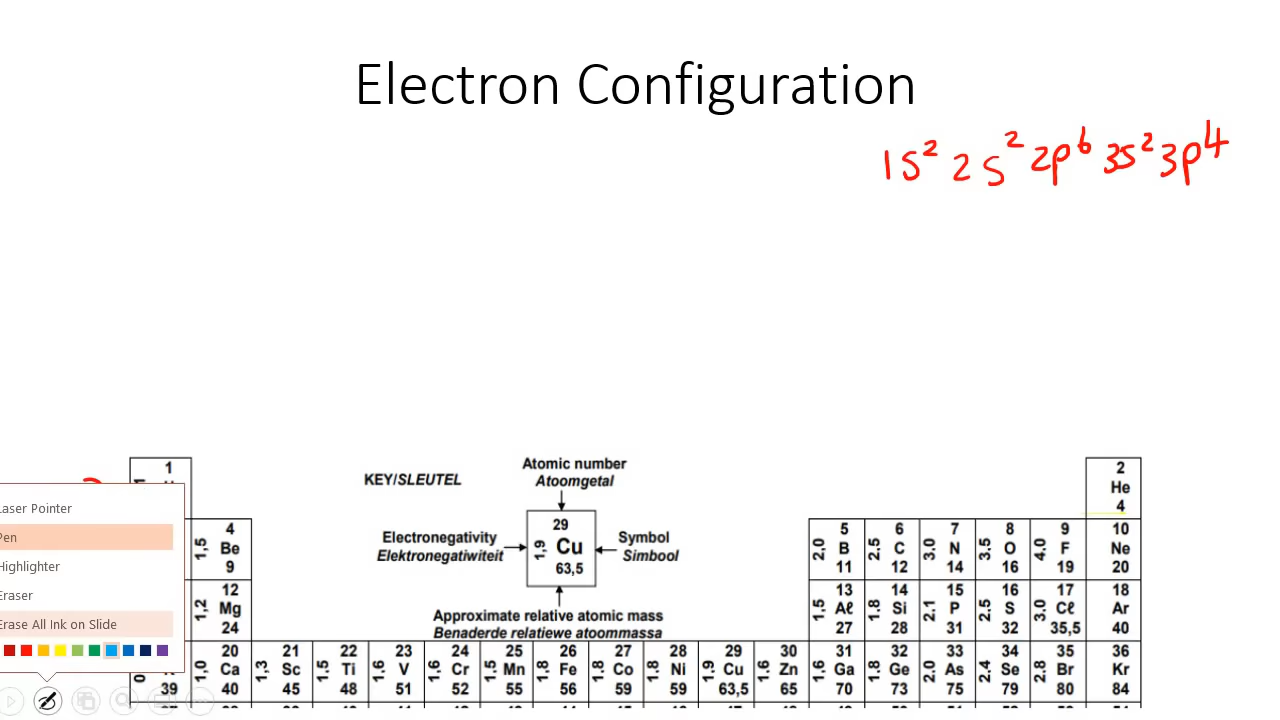 Electron Configuration
1s² 2s² 2p⁶ 3s² 3p⁴
Laser Pointer
Pen
Highlighter
Eraser
Erase All Ink on Slide
KEY/SLEUTEL
Atomic number
Atoomgetal
Electronegativity
Elektronegatiwiteit
29
1,9 Cu
63,5
Symbol
Simbool
Approximate relative atomic mass
Benaderde relatiewe atoommassa
1 2
He
4
4 5 6 7 8 9 10
1,5 Be 2,0 B 2,5 C 3,0 N 3,5 O 4,0 F Ne
9 11 12 14 16 19 20
12 13 14 15 16 17 18
1,2 Mg 1,5 Aℓ 1,8 Si 2,1 P 2,5 S 3,0 Cℓ Ar
24 27 28 31 32 35,5 40
20 21 22 23 24 25 26 27 28 29 30 31 32 33 34 35 36
1,0 Ca 1,3 Sc 1,5 Ti 1,6 V 1,6 Cr 1,5 Mn 1,8 Fe 1,8 Co 1,8 Ni 1,9 Cu 1,6 Zn 1,6 Ga 1,8 Ge 2,0 As 2,4 Se 2,8 Br Kr
39 40 45 48 51 52 55 56 59 59 63,5 65 70 73 75 79 80 84